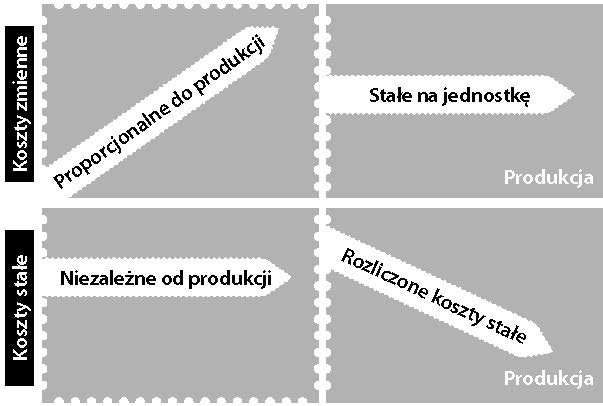 Koszty zmienne
Proporcjonalne do produkcji
Stałe na jednostkę
Produkcja
Koszty stałe
Niezależne od produkcji
Rozliczone koszty stałe
Produkcja